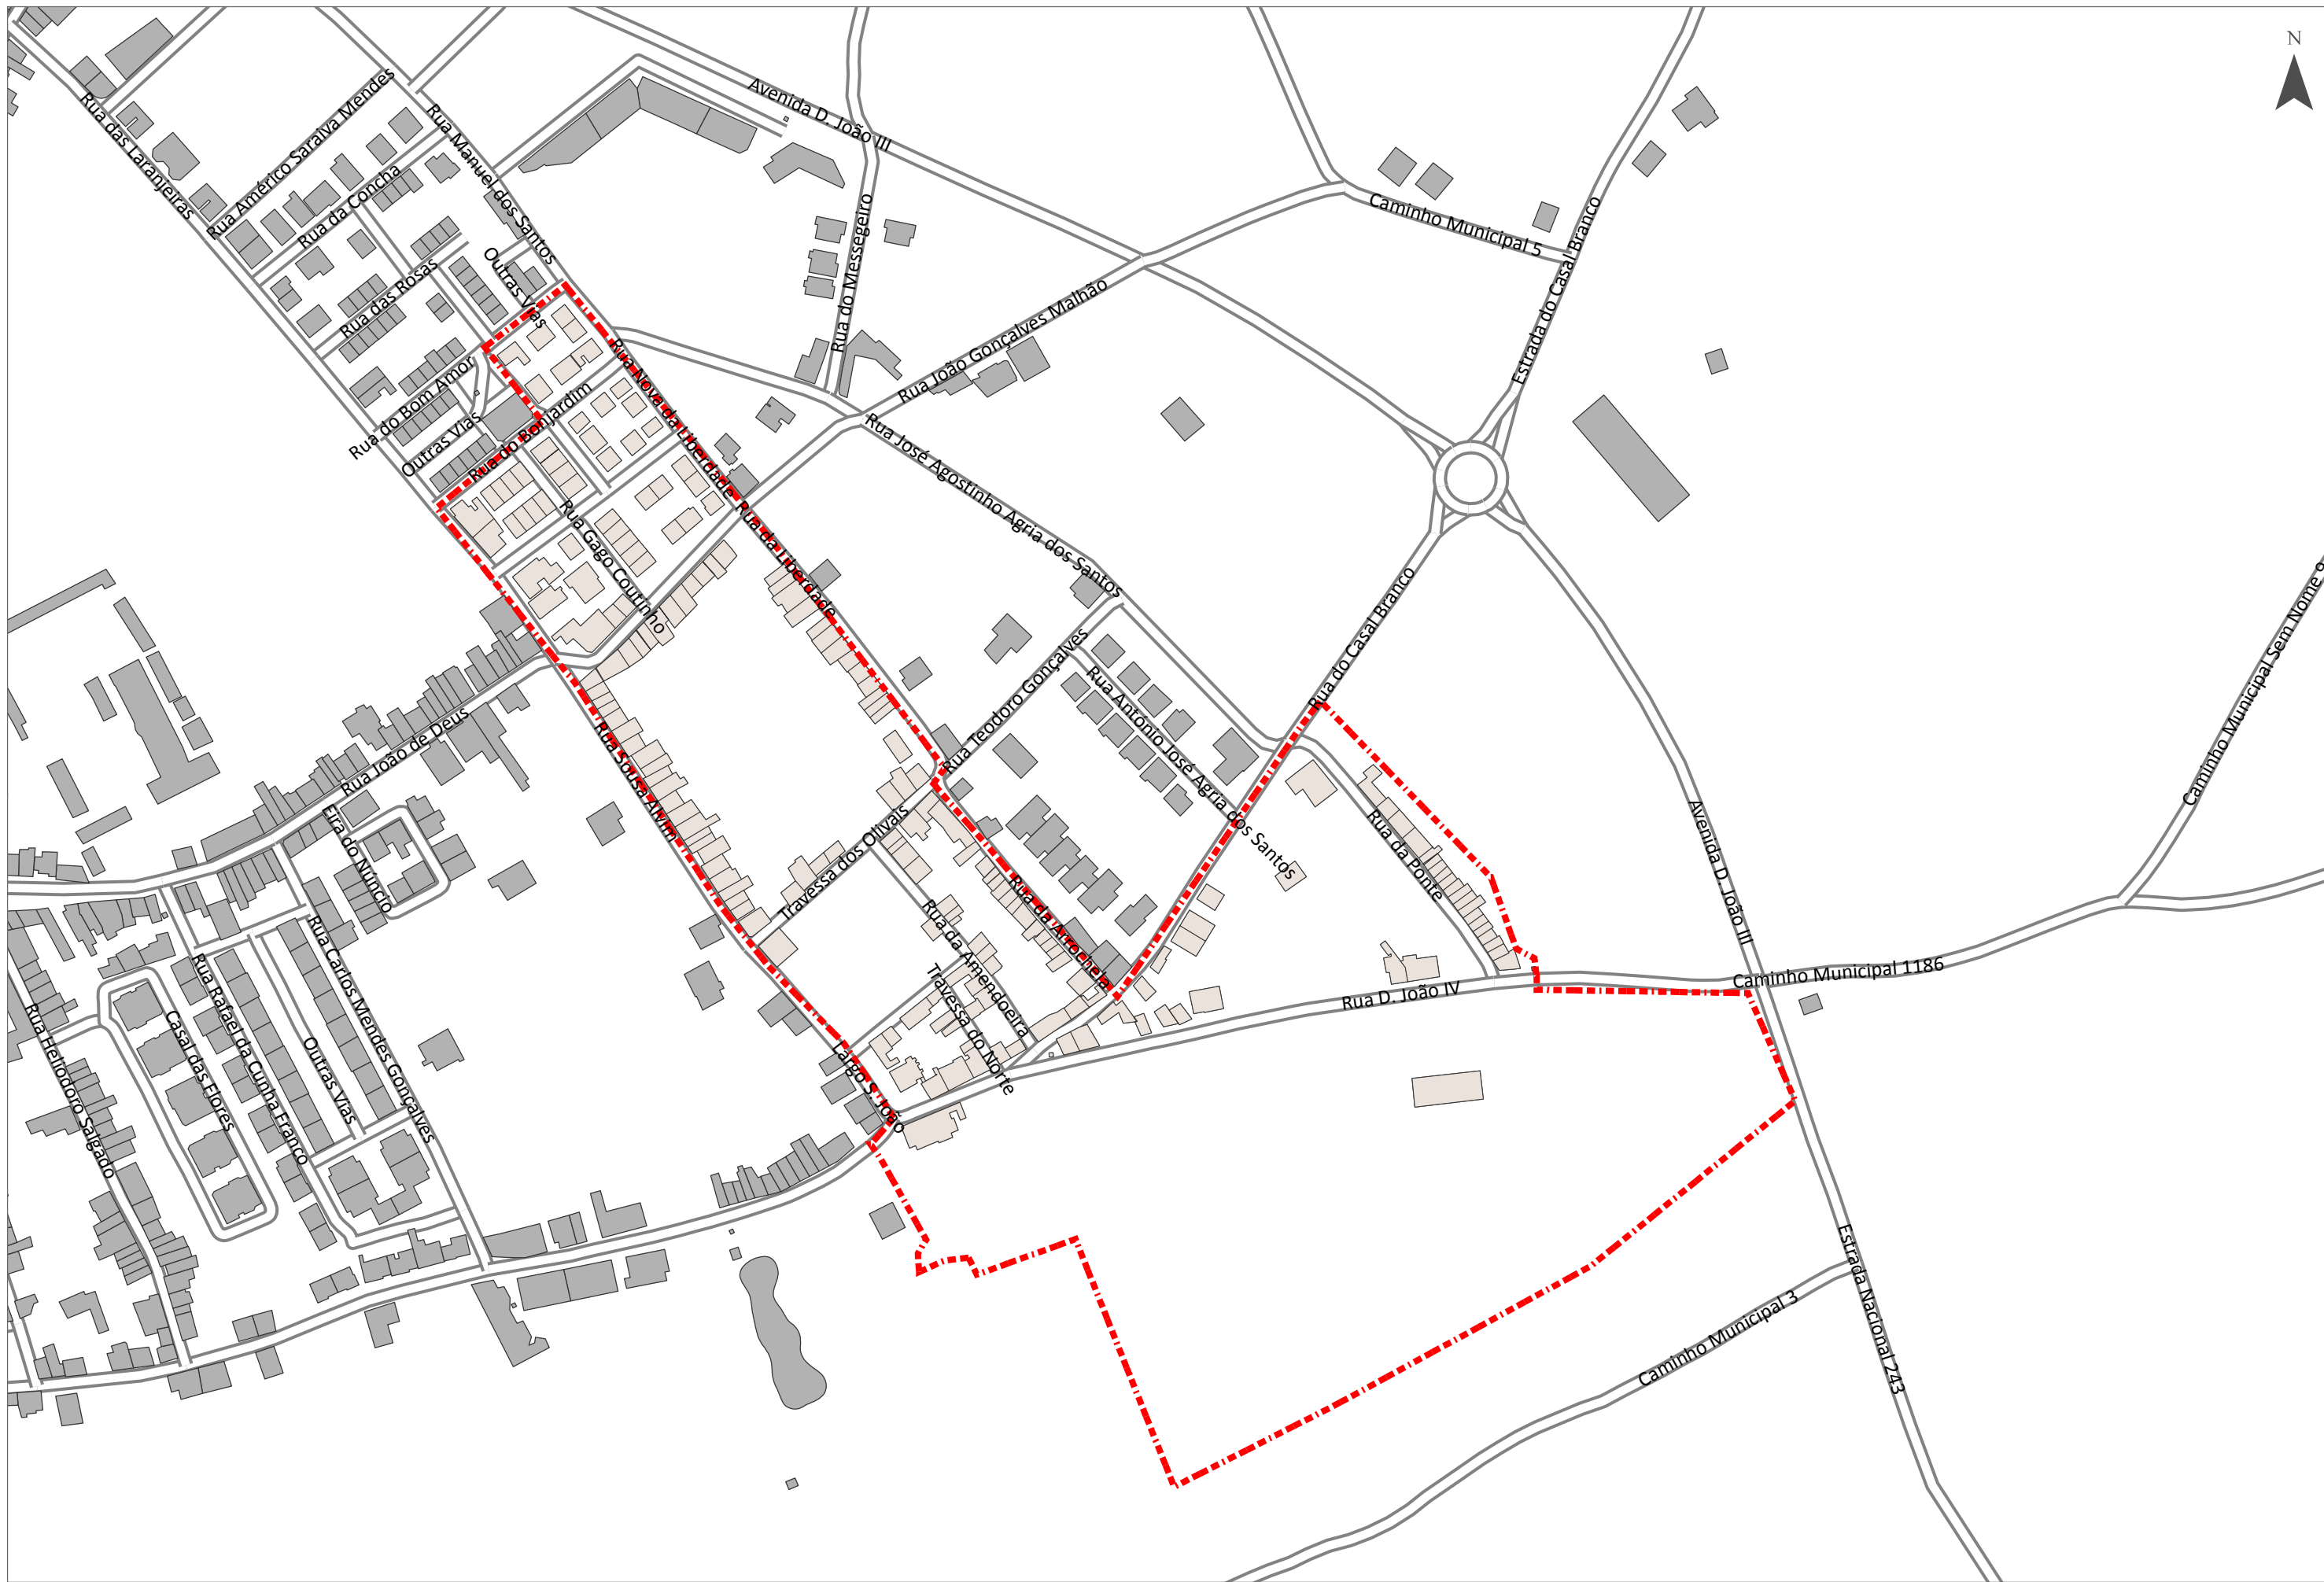 N
Avenida D. João III
Rua das Laranjeiras
Rua Américo Saraiva Mendes
Rua Manuel dos Santos
Rua da Concha
Rua do Messegeiro
Caminho Municipal 5
Estrada do Casal Branco
Outras Vias
Rua das Rosas
Rua João Gonçalves Malhão
Rua Nova da Liberdade
Rua do Bom Amor
Outras Vias
Rua do Bonjardim
Rua José Agostinho Agria dos Santos
Rua Gago Coutinho
Rua da Liberdade
Rua do Casal Branco
Caminho Municipal Sem Nome 9
Rua Teodoro Gonçalves
Rua António José Agria dos Santos
Rua João de Deus
Rua Sousa Alvim
Eira do Núncio
Travessa dos Olivais
Rua da Ponte
Avenida D. João III
Rua da Arrochela
Rua da Amendoeira
Travessa do Norte
Rua Carlos Mendes Gonçalves
Rua Rafael da Cunha Franco
Outras Vias
Casal das Flores
Rua Heliodoro Salgado
Rua D. João IV
Caminho Municipal 1186
Largo S. João
Estrada Nacional 243
Caminho Municipal 3